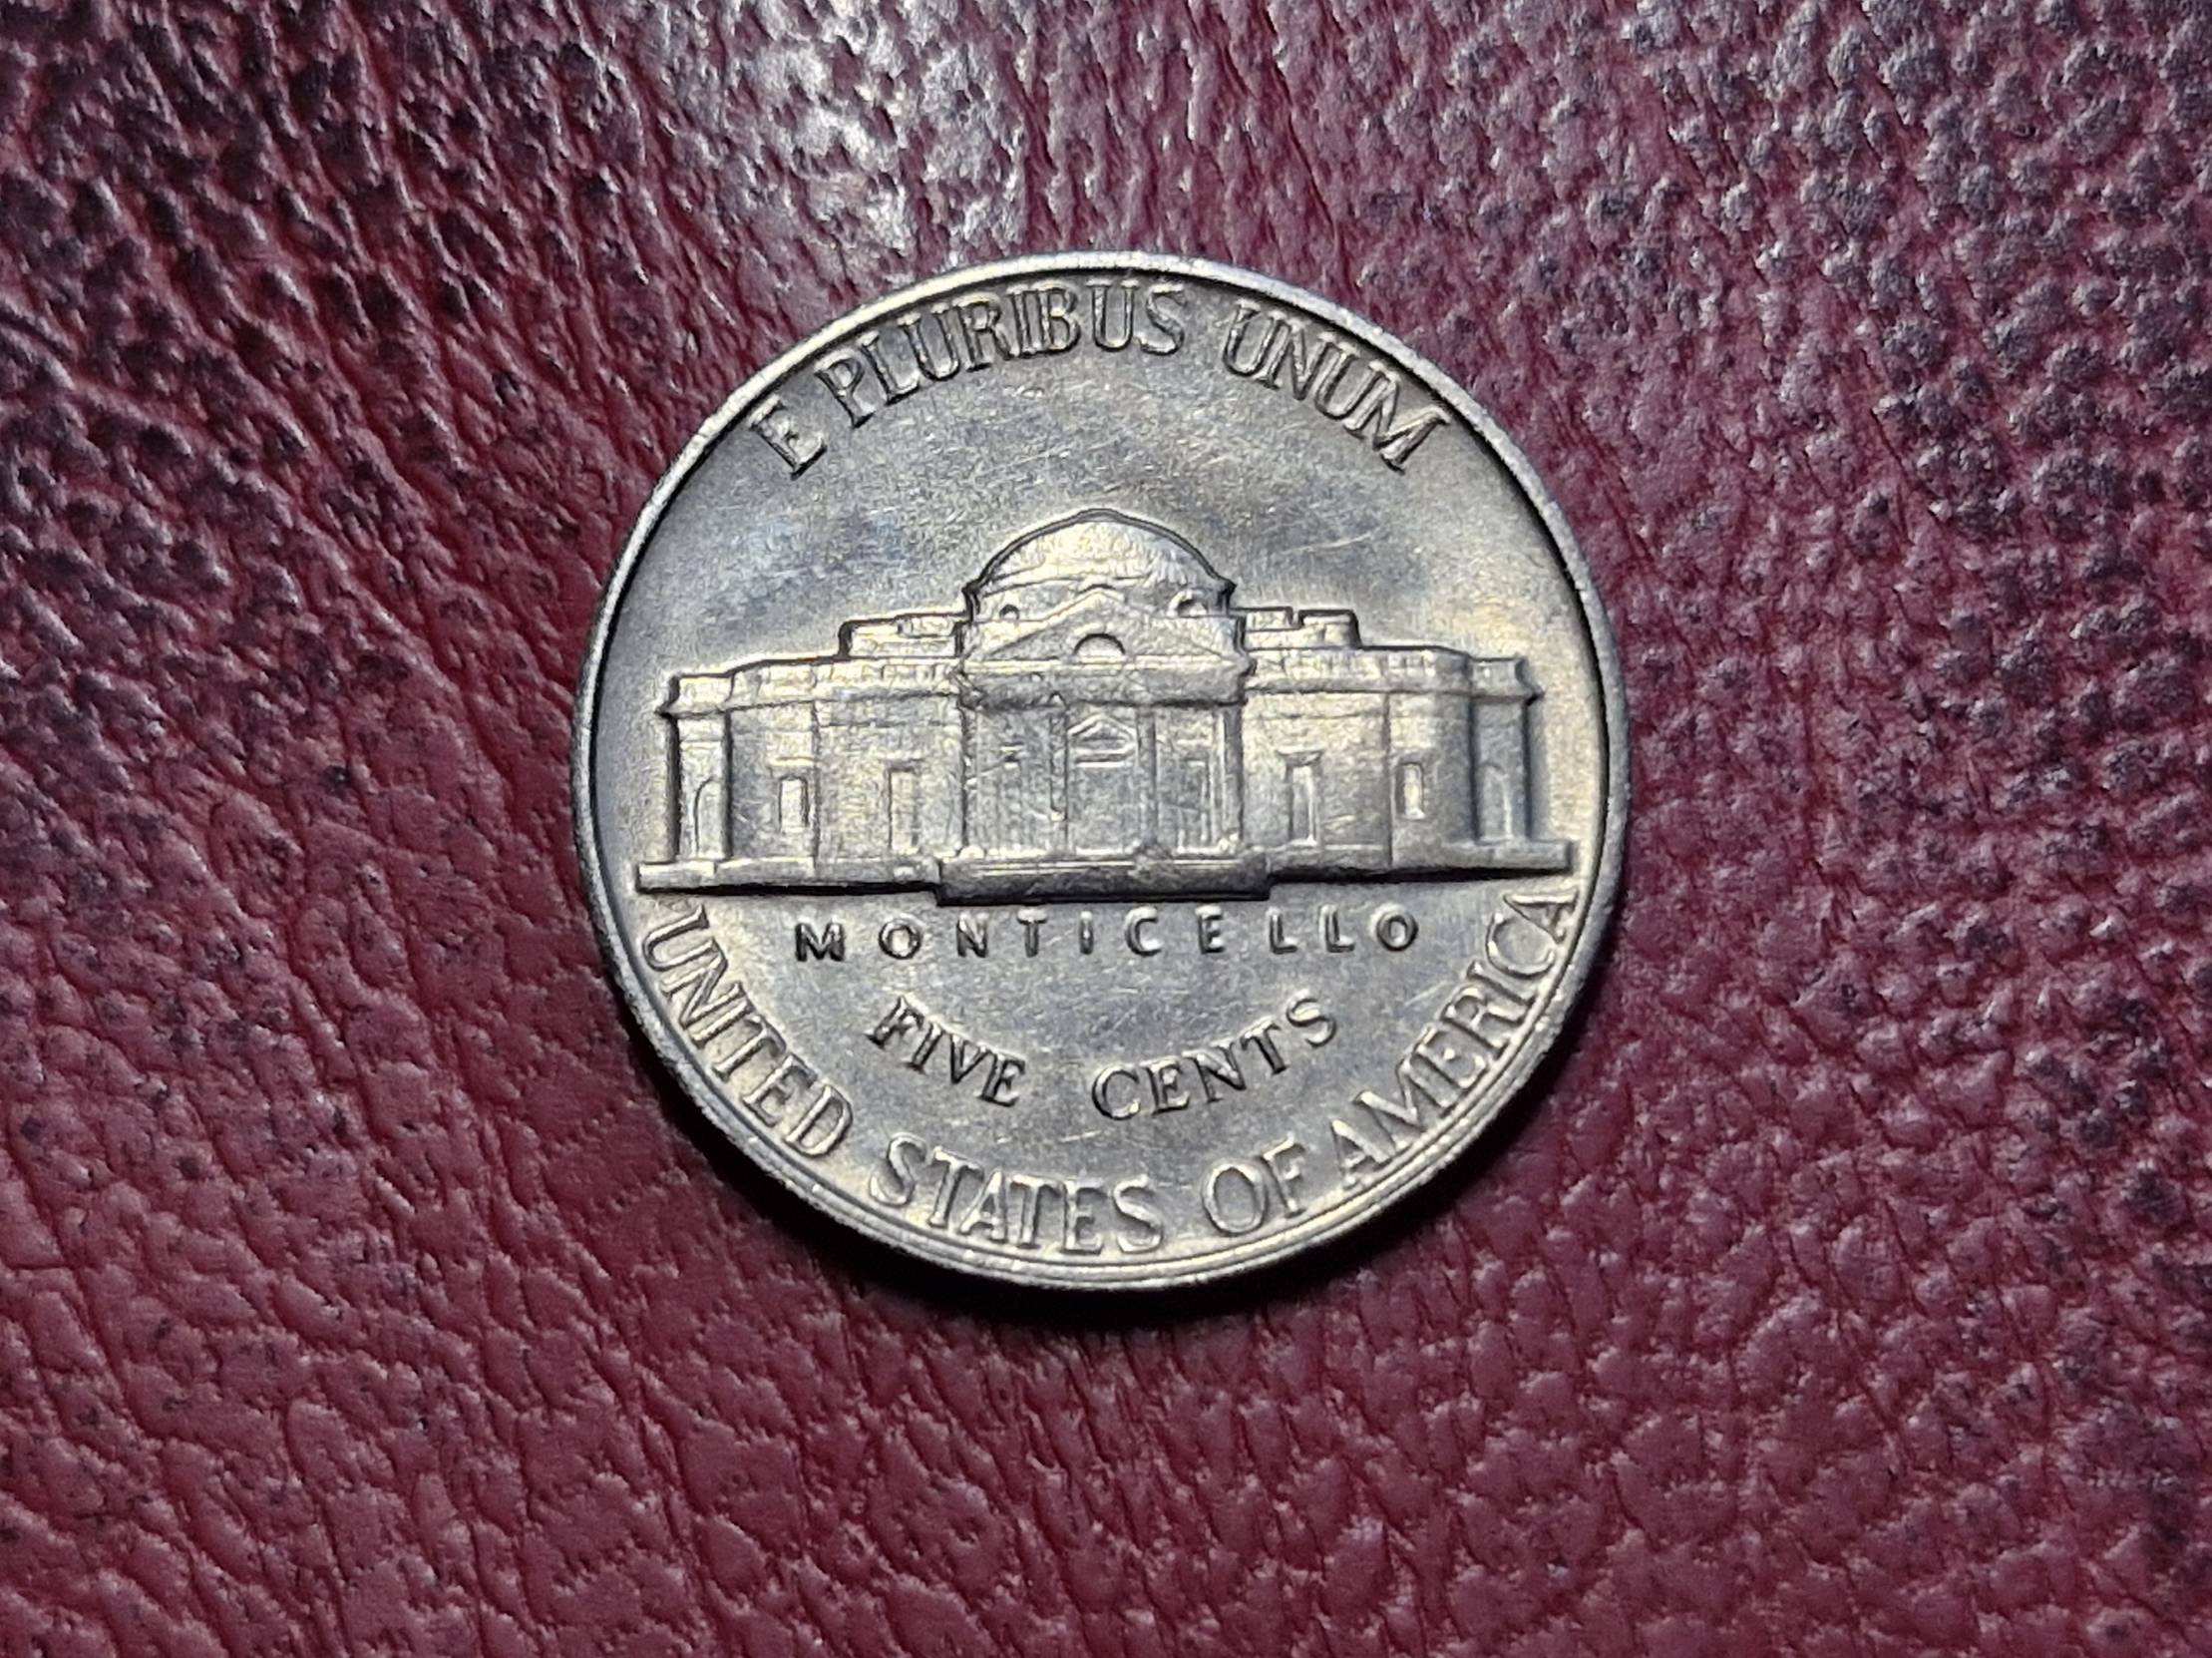 E PLURIBUS UNUM
MONTICELLO
FIVE CENTS
UNITED STATES OF AMERICA